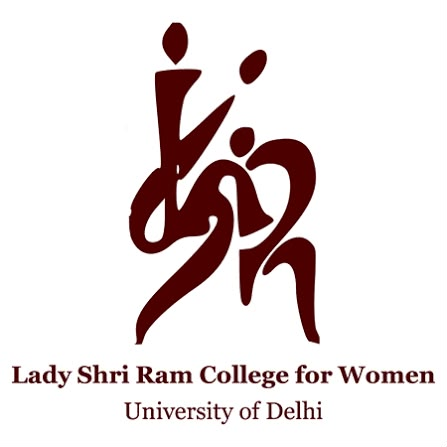 Lady Shri Ram College for Women
University of Delhi